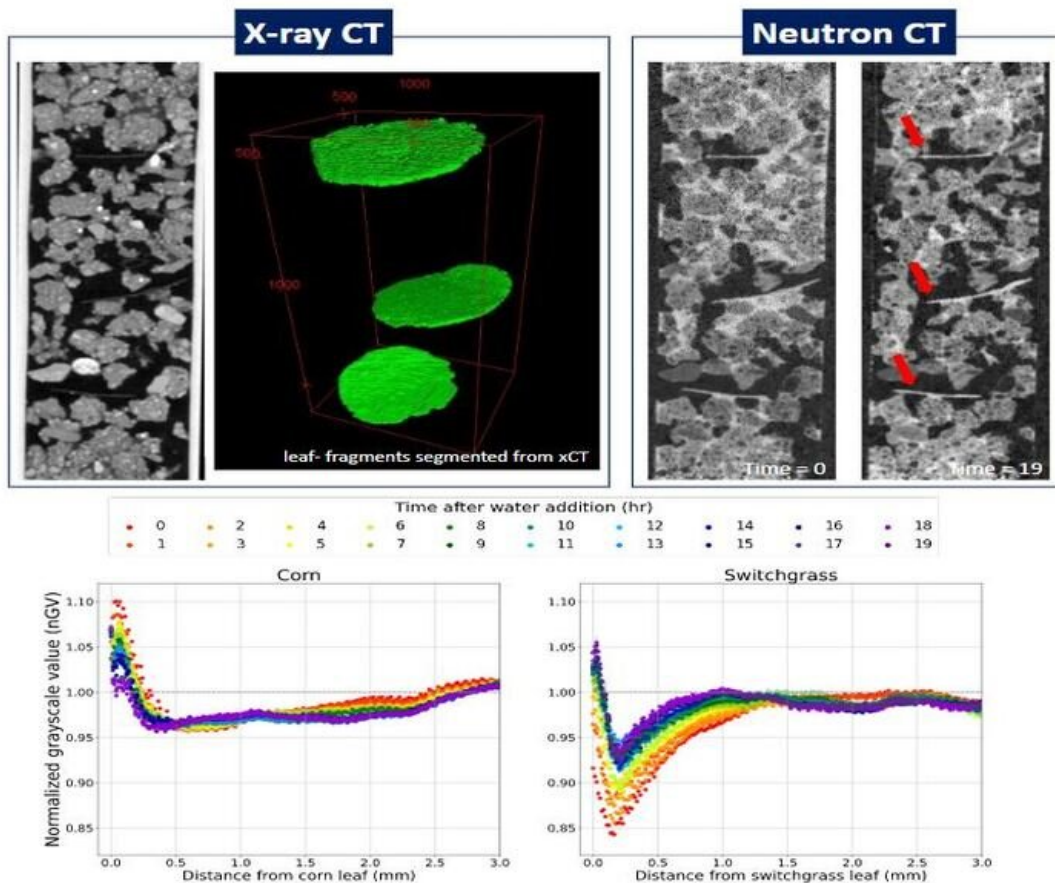 X-ray CT
Neutron CT
500
1000
500
1000
leaf- fragments segmented from xCT
Time = 0
Time = 19
Time after water addition (hr)
0 2 4 6 8 10 12 14 16 18
1 3 5 7 9 11 13 15 17 19
Corn
Switchgrass
Normalized grayscale value (nGV)
1.10
1.05
1.00
0.95
0.90
0.85
0.0 0.5 1.0 1.5 2.0 2.5 3.0
Distance from corn leaf (mm)
1.10
1.05
1.00
0.95
0.90
0.85
0.0 0.5 1.0 1.5 2.0 2.5 3.0
Distance from switchgrass leaf (mm)